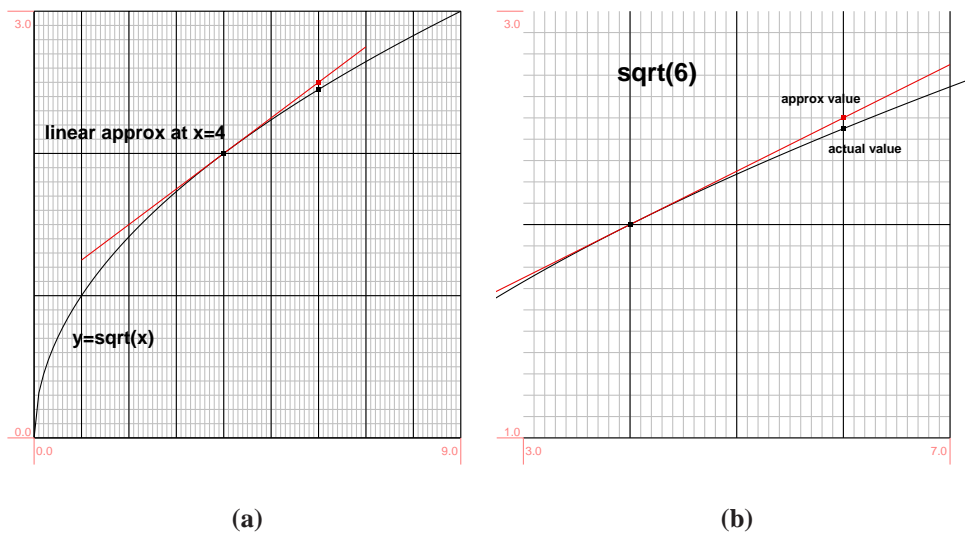 3.0
linear approx at x=4
y=sqrt(x)
0.0
0.0
9.0
(a)
3.0
sqrt(6)
approx value
actual value
1.0
3.0
7.0
(b)